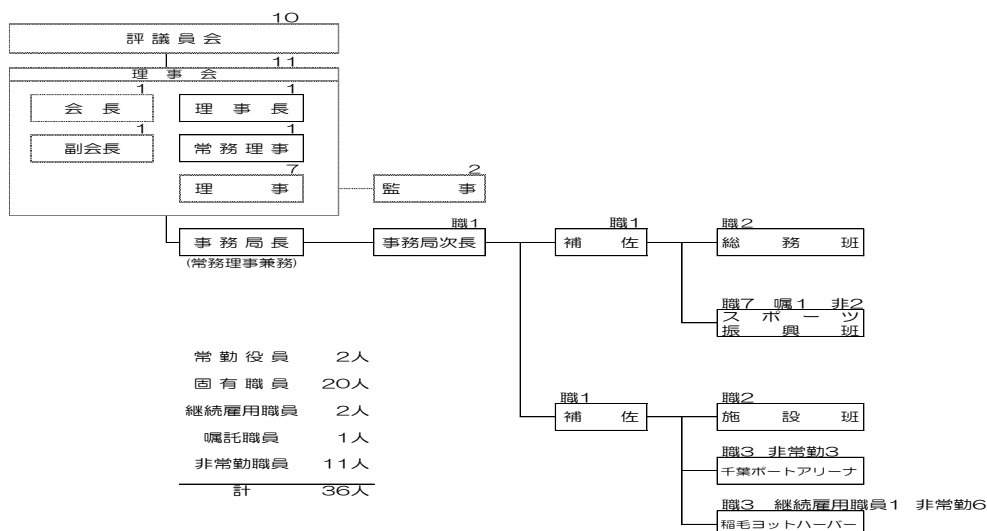 10
評議員会
11
理事会
1 1
会長 理事長
1 1
副会長 常務理事
7 2
理事 監事
職1 職1 職2
事務局長 事務局次長 補佐 総務班
(常務理事兼務)
職7 嘱1 非2
スポーツ
振興班
常勤役員 2人
固有職員 20人
職1 職2
継続雇用職員 2人 補佐 施設班
嘱託職員 1人
職3 非常勤3
非常勤職員 11人 千葉ポートアリーナ
計 36人
職3 継続雇用職員1 非常勤6
稲毛ヨットハーバー